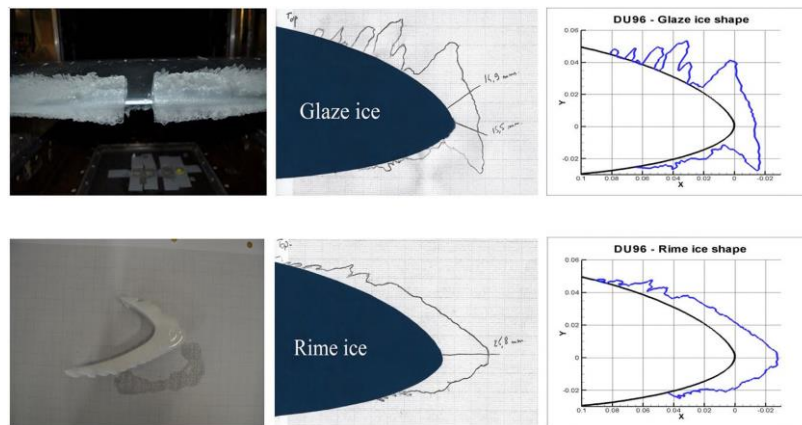 Top
14,9 mm
15,5 mm
Glaze ice
DU96 - Glaze ice shape
Y
0.06
0.04
0.02
0
-0.02
0.1 0.08 0.06 0.04 0.02 0 -0.02
X
Top.
25,8 mm
Rime ice
DU96 - Rime ice shape
Y
0.06
0.04
0.02
0
-0.02
0.1 0.08 0.06 0.04 0.02 0 -0.02
X